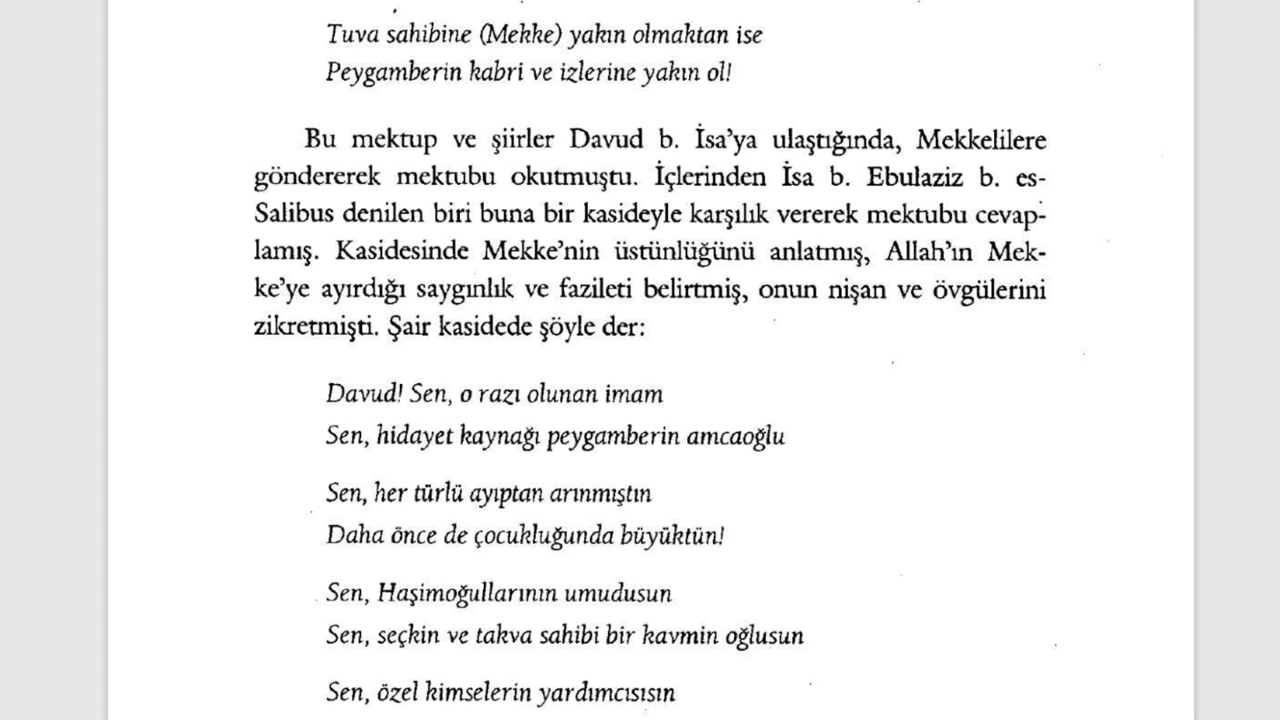 Tuva sahibine (Mekke) yakın olmaktan ise
Peygamberin kabri ve izlerine yakın ol!
Bu mektup ve şiirler Davud b. İsa'ya ulaştığında, Mekkelilere
göndererek mektubu okutmuştu. İçlerinden İsa b. Ebulaziz b. es-
Salibus denilen biri buna bir kasideyle karşılık vererek mektubu cevap-
lamış. Kasidesinde Mekke'nin üstünlüğünü anlatmış, Allah'ın Mek-
ke'ye ayırdığı saygınlık ve fazileti belirtmiş, onun nişan ve övgülerini
zikretmişti. Şair kasidede şöyle der:
Davud! Sen, o razı olunan imam
Sen, hidayet kaynağı peygamberin amcaoğlu
Sen, her türlü ayıptan arınmıştın
Daha önce de çocukluğunda büyüktün!
Sen, Haşimoğullarının umudusun
Sen, seçkin ve takva sahibi bir kavmin oğlusun
Sen, özel kimselerin yardımcısısın